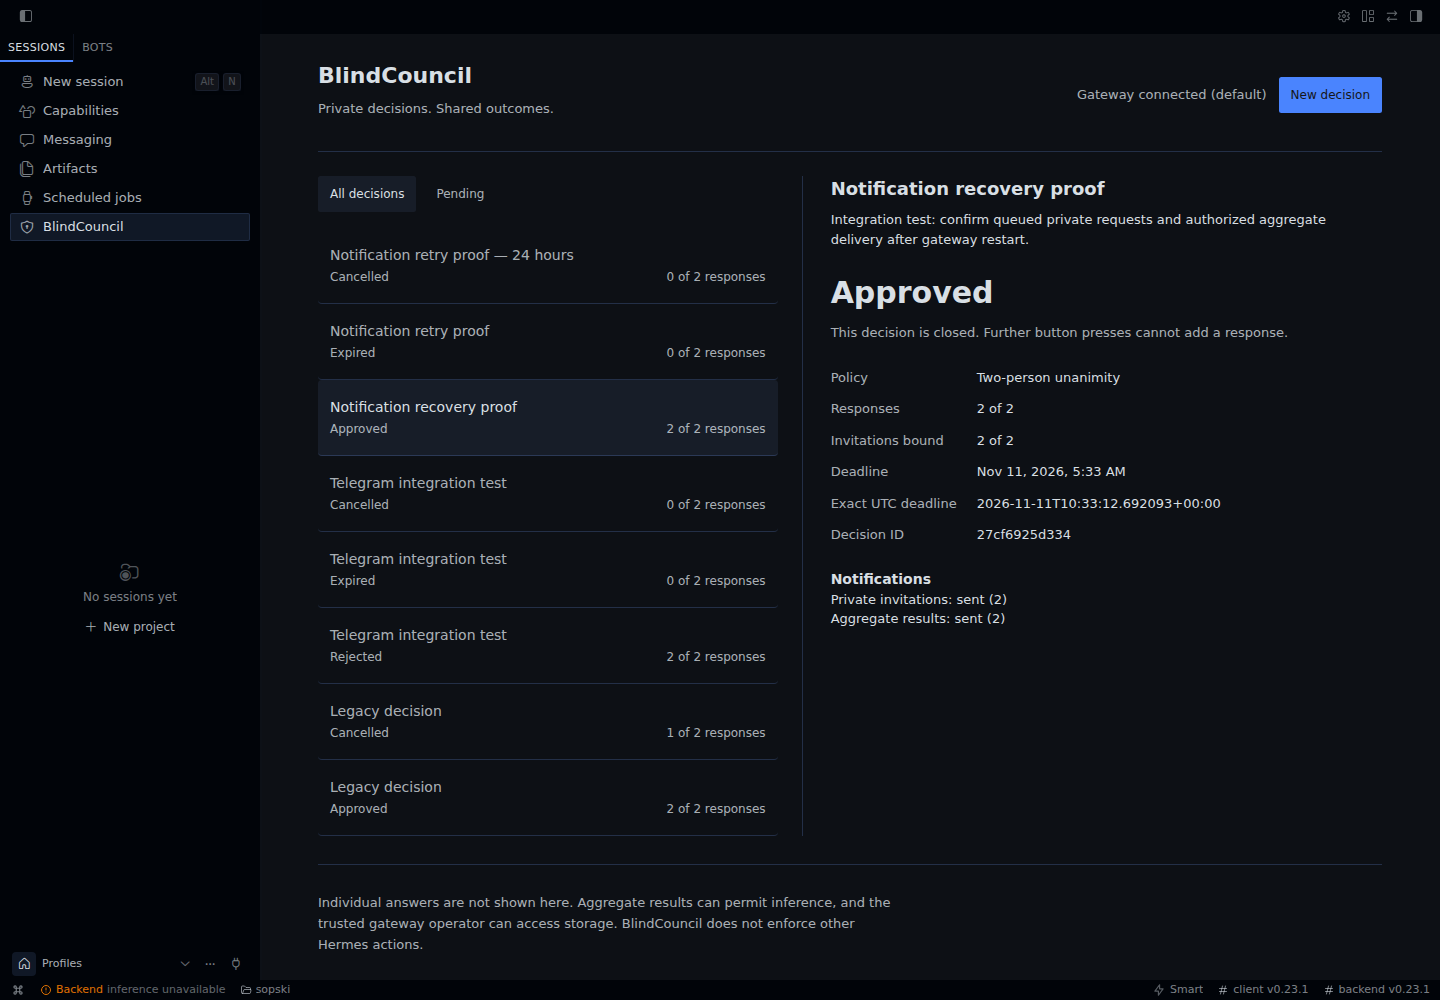 SESSIONS
BOTS
New session
Alt
N
Capabilities
Messaging
Artifacts
Scheduled jobs
BlindCouncil
No sessions yet
New project
Profiles
BlindCouncil
Private decisions. Shared outcomes.
Gateway connected (default)
New decision
All decisions
Pending
Notification retry proof — 24 hours
Cancelled
0 of 2 responses
Notification retry proof
Expired
0 of 2 responses
Notification recovery proof
Approved
2 of 2 responses
Telegram integration test
Cancelled
0 of 2 responses
Telegram integration test
Expired
0 of 2 responses
Telegram integration test
Rejected
2 of 2 responses
Legacy decision
Cancelled
1 of 2 responses
Legacy decision
Approved
2 of 2 responses
Notification recovery proof
Integration test: confirm queued private requests and authorized aggregate
delivery after gateway restart.
Approved
This decision is closed. Further button presses cannot add a response.
Policy
Two-person unanimity
Responses
2 of 2
Invitations bound
2 of 2
Deadline
Nov 11, 2026, 5:33 AM
Exact UTC deadline
2026-11-11T10:33:12.692093+00:00
Decision ID
27cf6925d334
Notifications
Private invitations: sent (2)
Aggregate results: sent (2)
Individual answers are not shown here. Aggregate results can permit inference, and the
trusted gateway operator can access storage. BlindCouncil does not enforce other
Hermes actions.
Backend inference unavailable
sopski
Smart
# client v0.23.1
# backend v0.23.1